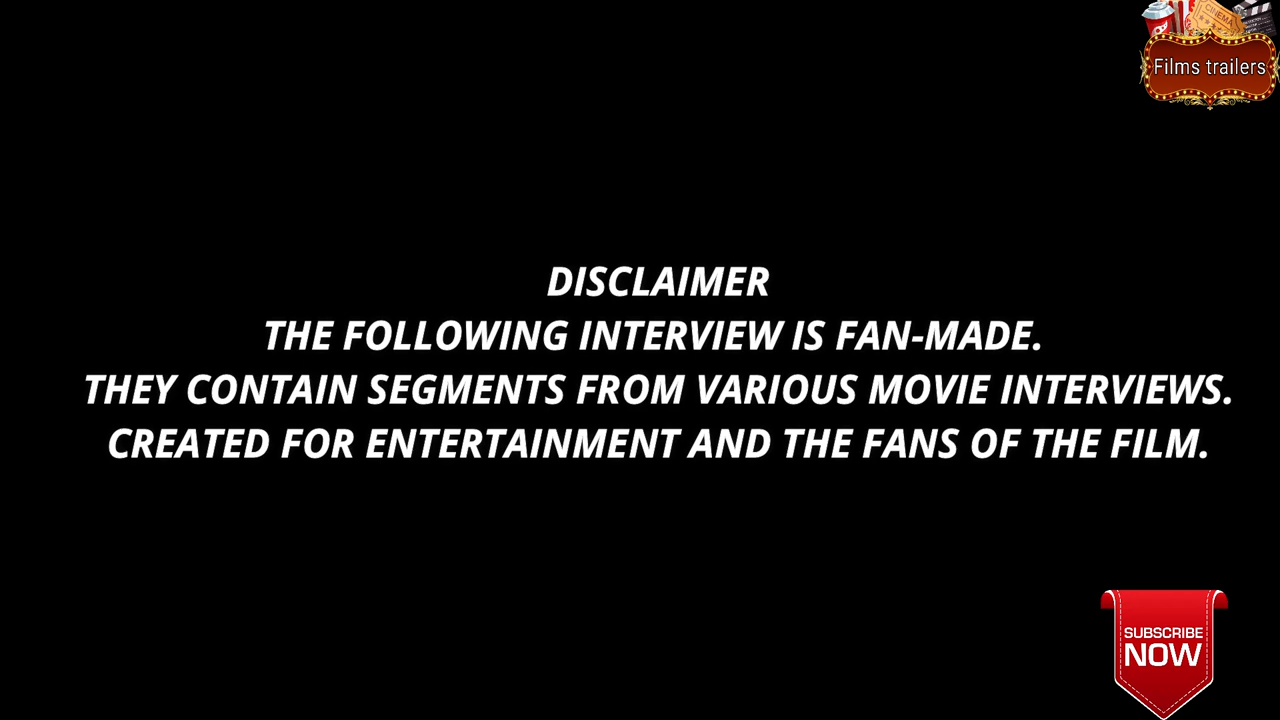 CINEMA
Films trailers
DISCLAIMER
THE FOLLOWING INTERVIEW IS FAN-MADE.
THEY CONTAIN SEGMENTS FROM VARIOUS MOVIE INTERVIEWS.
CREATED FOR ENTERTAINMENT AND THE FANS OF THE FILM.
SUBSCRIBE
NOW